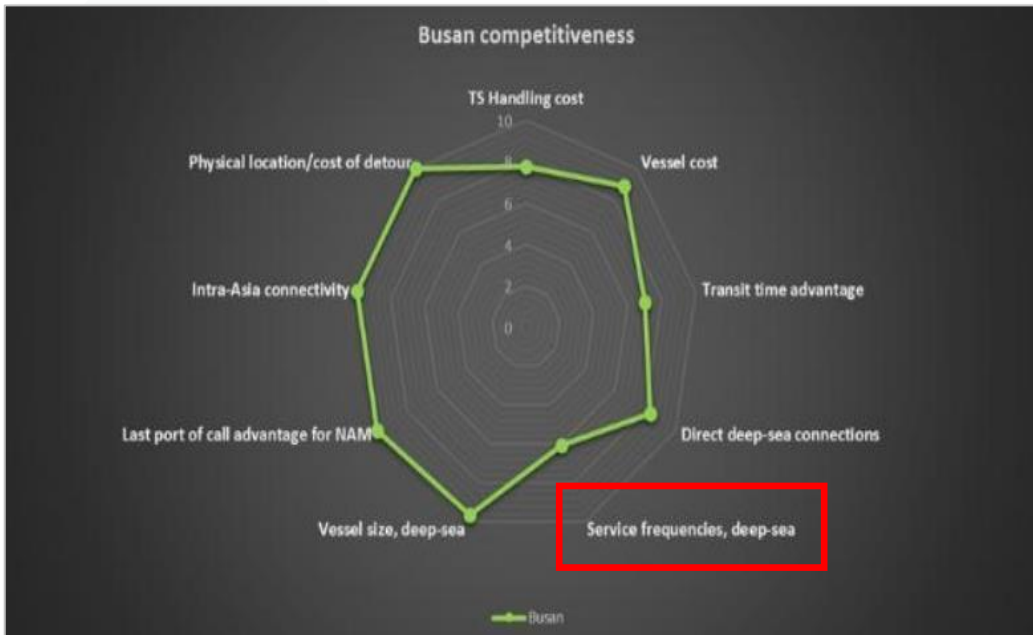 Busan competitiveness
TS Handling cost
10
Physical location/cost of detour
8
Vessel cost
6
4
Intra-Asia connectivity
2
Transit time advantage
0
Last port of call advantage for NAM
Direct deep-sea connections
Vessel size, deep-sea
Service frequencies, deep-sea
Busan